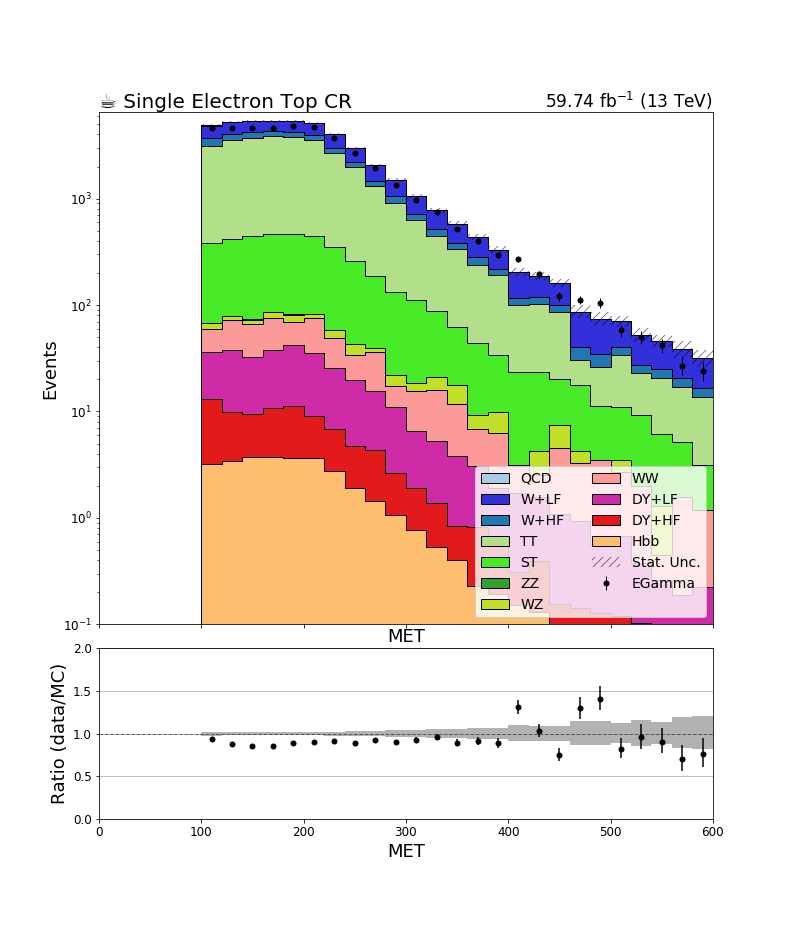 ☕ Single Electron Top CR 59.74 fb⁻¹ (13 TeV)
Events
10³
10²
10¹
10⁰
10⁻¹
QCD WW
W+LF DY+LF
W+HF DY+HF
TT Hbb
ST Stat. Unc.
ZZ EGamma
WZ
MET
Ratio (data/MC)
2.0
1.5
1.0
0.5
0.0
0 100 200 300 400 500 600
MET